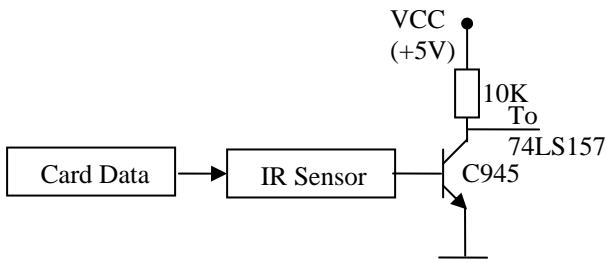 VCC
(+5V)
10K
To
74LS157
Card Data
IR Sensor
C945